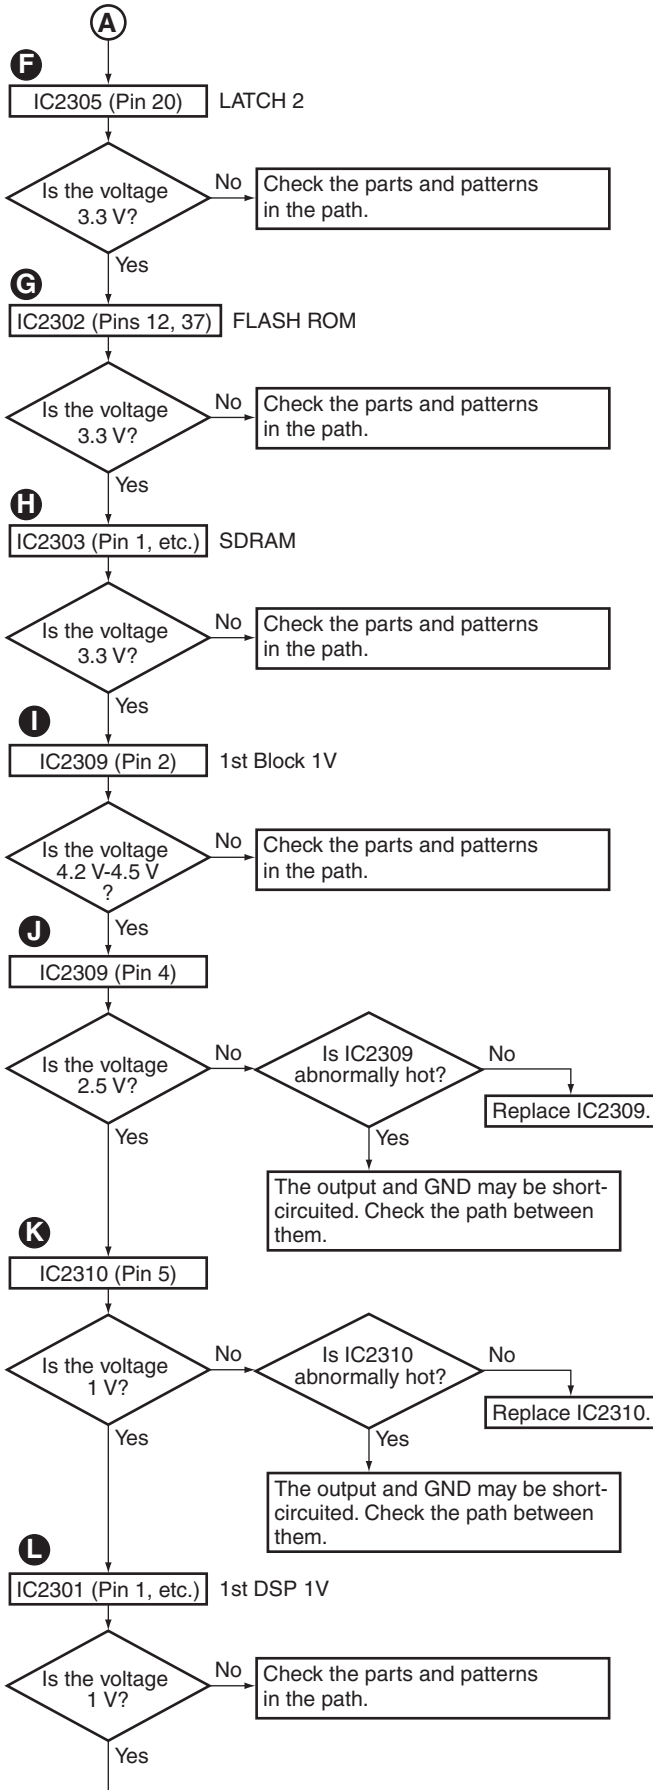 A
F
IC2305 (Pin 20) LATCH 2
Is the voltage
3.3 V?
No
Check the parts and patterns
in the path.
Yes
G
IC2302 (Pins 12, 37) FLASH ROM
Is the voltage
3.3 V?
No
Check the parts and patterns
in the path.
Yes
H
IC2303 (Pin 1, etc.) SDRAM
Is the voltage
3.3 V?
No
Check the parts and patterns
in the path.
Yes
I
IC2309 (Pin 2) 1st Block 1V
Is the voltage
4.2 V-4.5 V
?
No
Check the parts and patterns
in the path.
Yes
J
IC2309 (Pin 4)
Is the voltage
2.5 V?
No
Is IC2309
abnormally hot?
No
Replace IC2309.
Yes
Yes
The output and GND may be short-
circuited. Check the path between
them.
K
IC2310 (Pin 5)
Is the voltage
1 V?
No
Is IC2310
abnormally hot?
No
Replace IC2310.
Yes
Yes
The output and GND may be short-
circuited. Check the path between
them.
L
IC2301 (Pin 1, etc.) 1st DSP 1V
Is the voltage
1 V?
No
Check the parts and patterns
in the path.
Yes